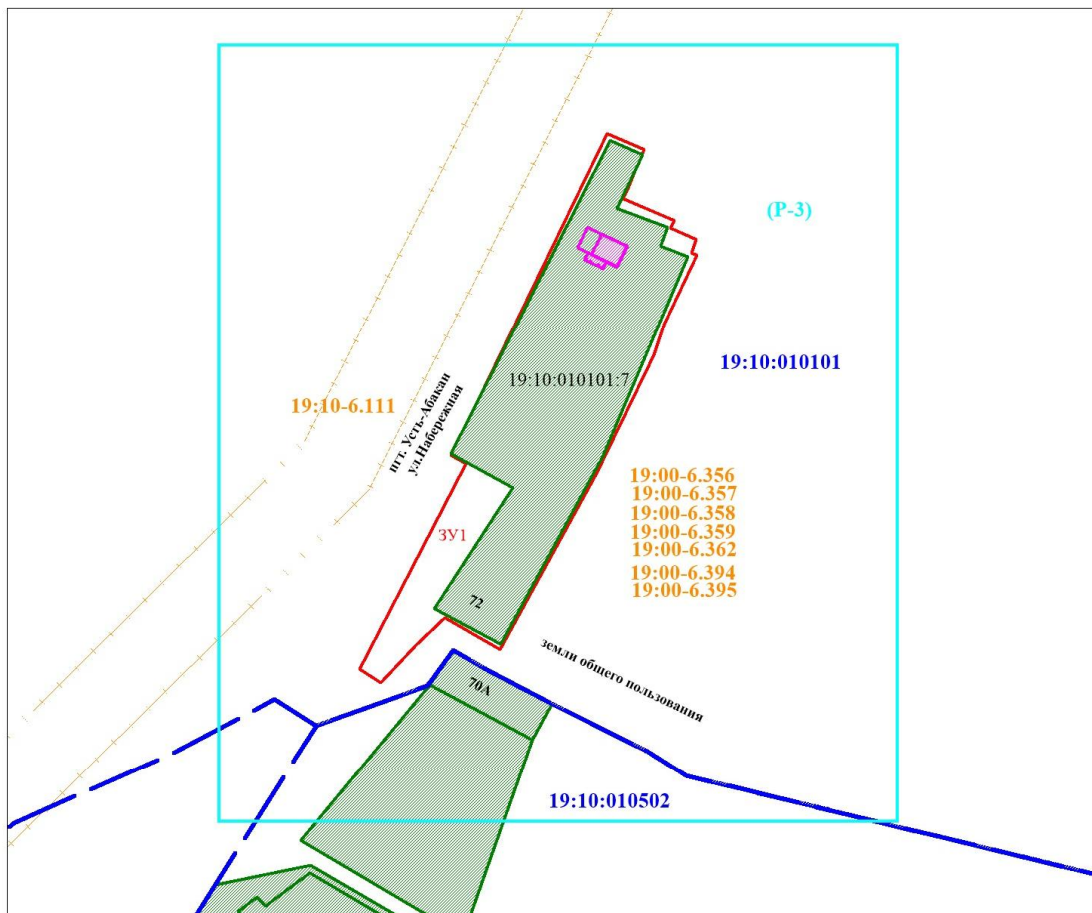 (Р-3)
19:10:010101
19:10:010101:7
19:10-6.111
пгт. Усть-Абакан
ул.Набережная
19:00-6.356
19:00-6.357
19:00-6.358
19:00-6.359
19:00-6.362
19:00-6.394
19:00-6.395
ЗУ1
72
земли общего пользования
70А
19:10:010502